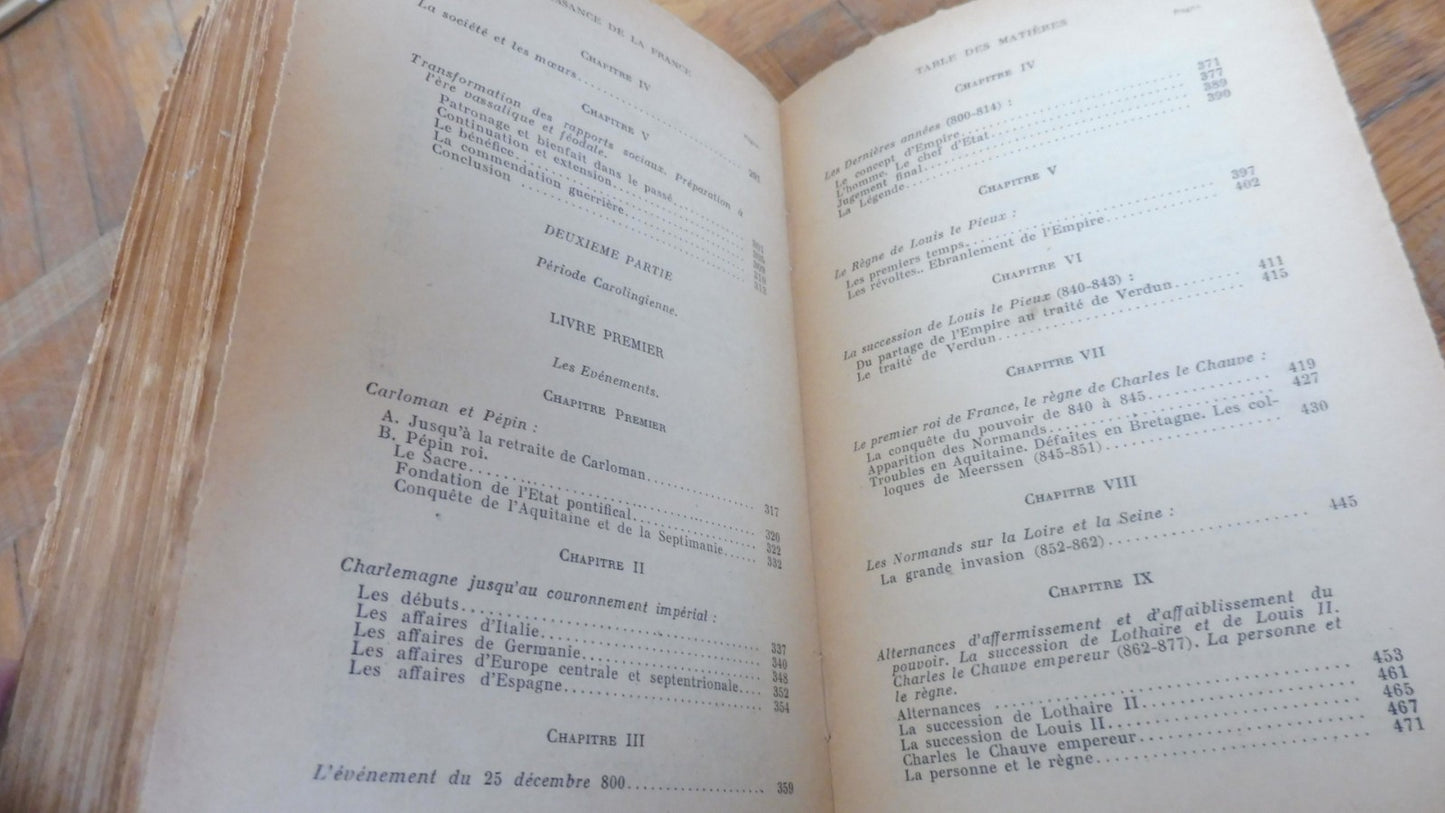 SSANCE DE LA FRANCE
CHAPITRE IV
La société et les mœurs
CHAPITRE V
Pages
293
Transformation des rapports sociaux. Préparation à
l'ère vassalique et féodale.
Patronage et bienfait dans le passé
Continuation et extension
Le bénéfice
La commendation guerrière
Conclusion
310
313
DEUXIEME PARTIE
Période Carolingienne.
LIVRE PREMIER
Les Evénements.
CHAPITRE PREMIER
Carloman et Pépin :
A. Jusqu'à la retraite de Carloman 317
B. Pépin roi.
Le Sacre 320
Fondation de l'Etat pontifical 322
Conquête de l'Aquitaine et de la Septimanie 332
CHAPITRE II
Charlemagne jusqu'au couronnement impérial :
Les débuts 337
Les affaires d'Italie 340
Les affaires de Germanie 348
Les affaires d'Europe centrale et septentrionale 352
Les affaires d'Espagne 354
CHAPITRE III
L'événement du 25 décembre 800 359
TABLE DES MATIÈRES
Pages
CHAPITRE IV
Les Dernières années (800-814) :
Le concept d'Empire 371
L'homme. Le chef d'Etat 377
Jugement final 389
La Légende 390
CHAPITRE V
Le Règne de Louis le Pieux :
Les premiers temps 397
Les révoltes.. Ebranlement de l'Empire 402
CHAPITRE VI
La succession de Louis le Pieux (840-843) :
Du partage de l'Empire au traité de Verdun 411
Le traité de Verdun 415
CHAPITRE VII
Le premier roi de France, le règne de Charles le Chauve :
La conquête du pouvoir de 840 à 845 419
Apparition des Normands 427
Troubles en Aquitaine. Défaites en Bretagne. Les col-
loques de Meerssen (845-851) 430
CHAPITRE VIII
Les Normands sur la Loire et la Seine :
La grande invasion (852-862) 445
CHAPITRE IX
Alternances d'affermissement et d'affaiblissement du
pouvoir. La succession de Lothaire et de Louis II.
Charles le Chauve empereur (862-877). La personne et
le règne.
Alternances 453
La succession de Lothaire II 461
La succession de Louis II 465
Charles le Chauve empereur 467
La personne et le règne 471